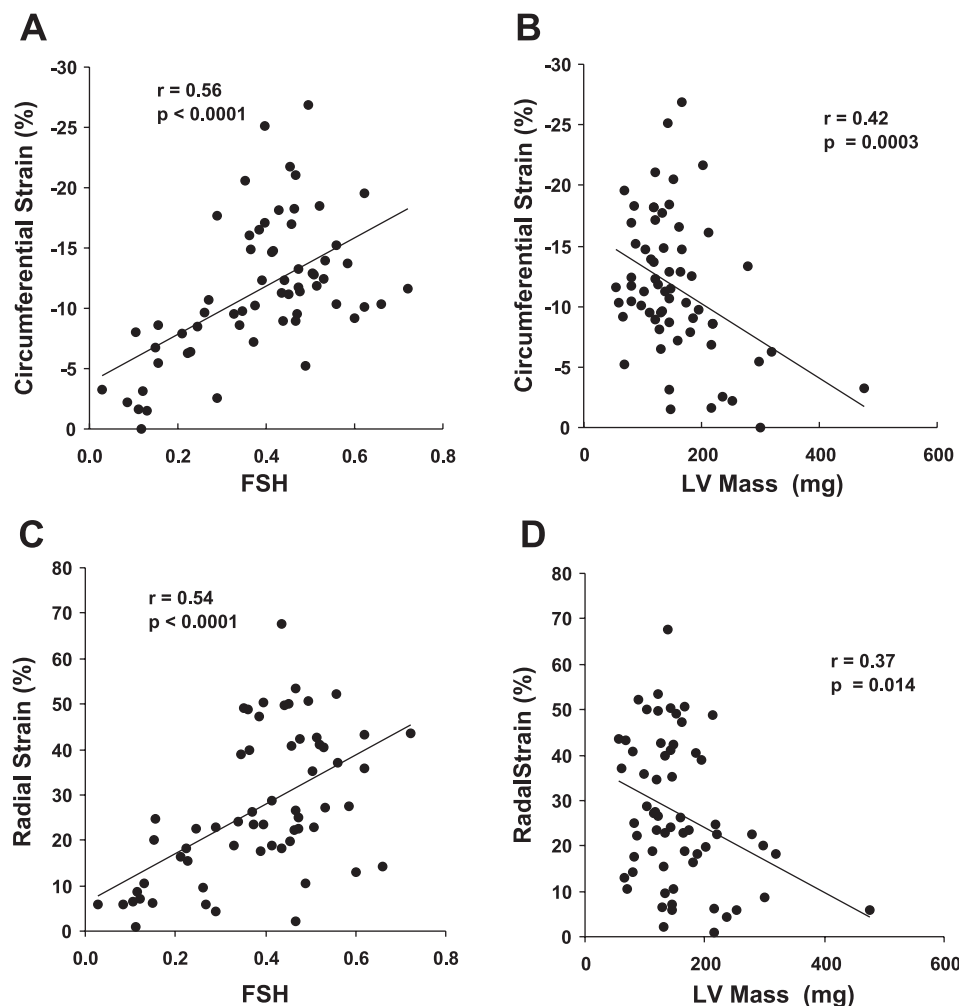 A
-30
-25
-20
-15
-10
-5
0
Circumferential Strain (%)
r = 0.56
p < 0.0001
0.0 0.2 0.4 0.6 0.8
FSH
B
-30
-25
-20
-15
-10
-5
0
Circumferential Strain (%)
r = 0.42
p = 0.0003
0 200 400 600
LV Mass (mg)
C
80
70
60
50
40
30
20
10
0
Radial Strain (%)
r = 0.54
p < 0.0001
0.0 0.2 0.4 0.6 0.8
FSH
D
80
70
60
50
40
30
20
10
0
RadalStrain (%)
r = 0.37
p = 0.014
0 200 400 600
LV Mass (mg)